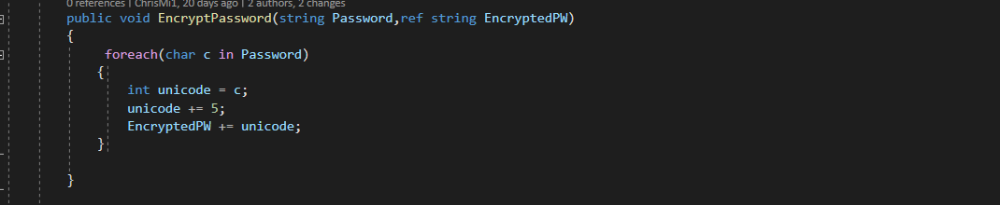 0 references | ChrisMi1, 20 days ago | 2 authors, 2 changes
public void EncryptPassword(string Password,ref string EncryptedPW)
{
foreach(char c in Password)
{
int unicode = c;
unicode += 5;
EncryptedPW += unicode;
}
}